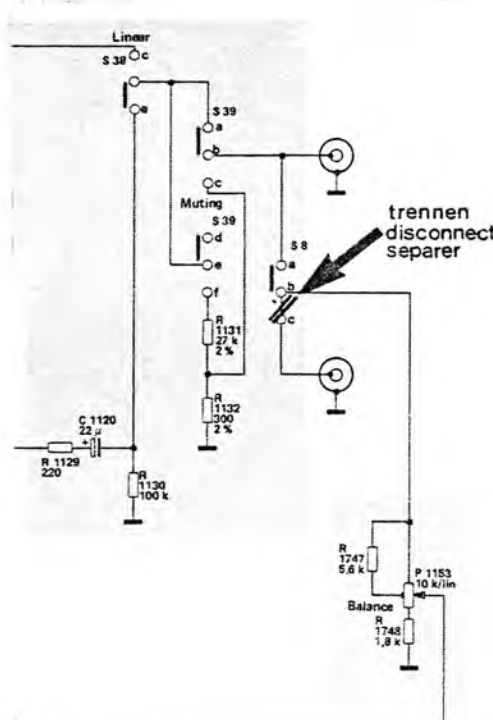 Linear
c
S 38
e
S 39
a
b
c
Muting
S 39
d
e
f
S 8
a
b
c
trennen
disconnect
separer
R
1131
27 k
2 %
R
1132
300
2 %
C 1120
22 µ
+
R 1129
220
R
1130
100 k
R
1747
5,6 k
P 1153
10 k/lin
Balance
R
1748
1,8 k